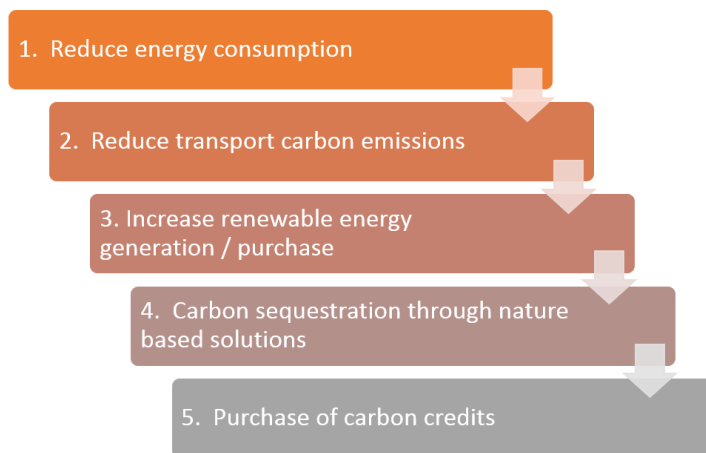 1.  Reduce energy consumption
2.  Reduce transport carbon emissions
3. Increase renewable energy
generation / purchase
4.  Carbon sequestration through nature
based solutions
5.  Purchase of carbon credits